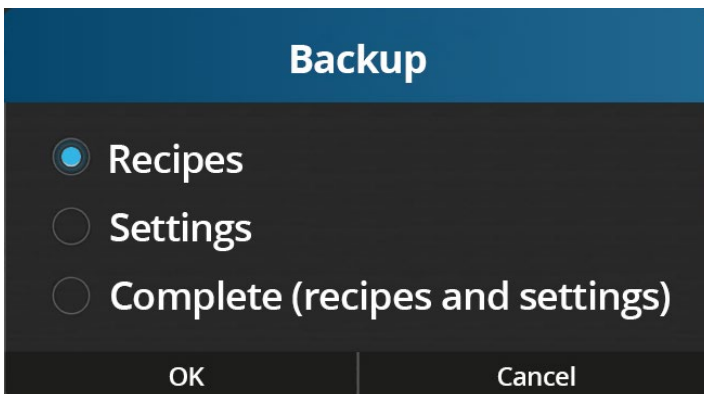 Backup
Recipes
Settings
Complete (recipes and settings)
OK
Cancel